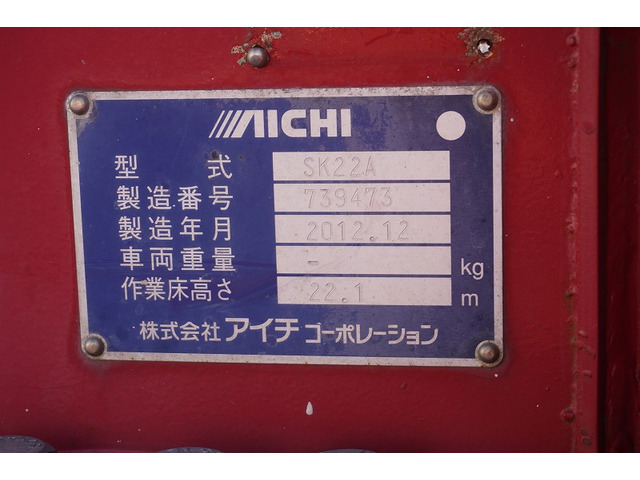 AICHI
型式 SK22A
製造番号 739473
製造年月 2012.12
車両重量 - kg
作業床高さ 22.1 m
株式会社 アイチ コーポレーション